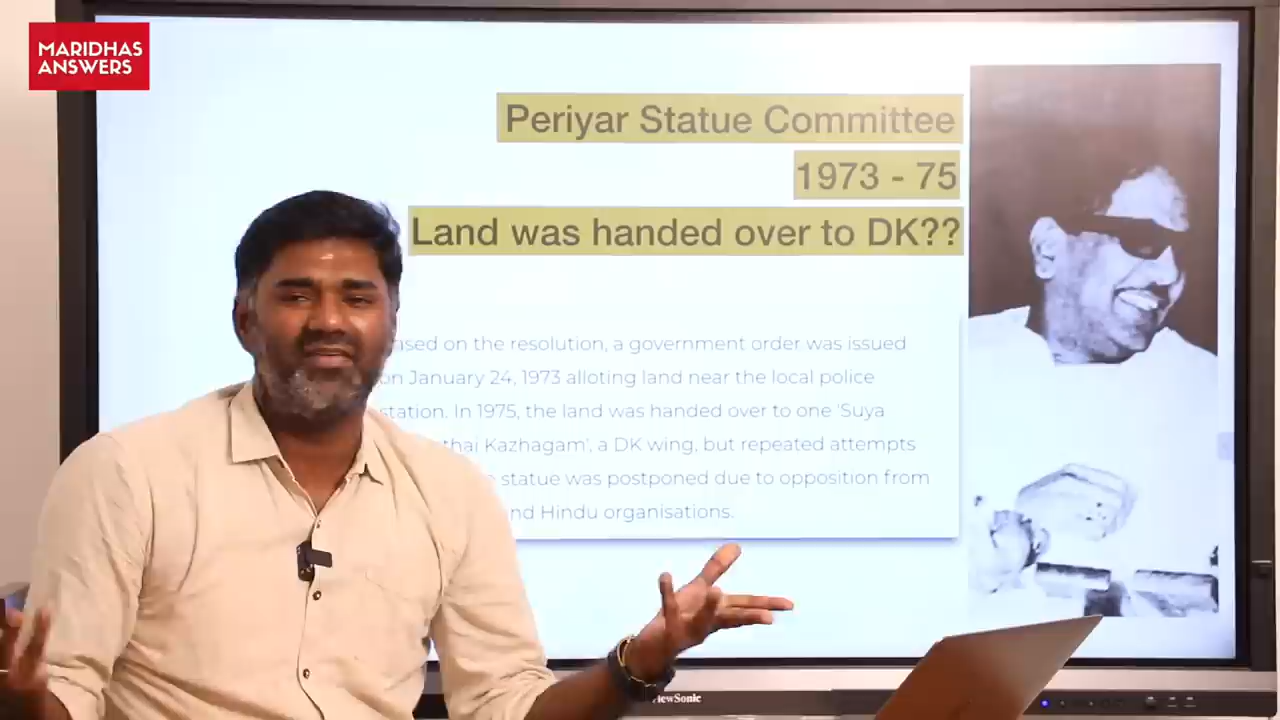 MARIDHAS
ANSWERS
Periyar Statue Committee
1973 - 75
Land was handed over to DK??
on the resolution, a government order was issued
on January 24, 1973 alloting land near the local police
station. In 1975, the land was handed over to one 'Suya
Kazhagam', a DK wing, but repeated attempts
statue was postponed due to opposition from
Hindu organisations.
ViewSonic